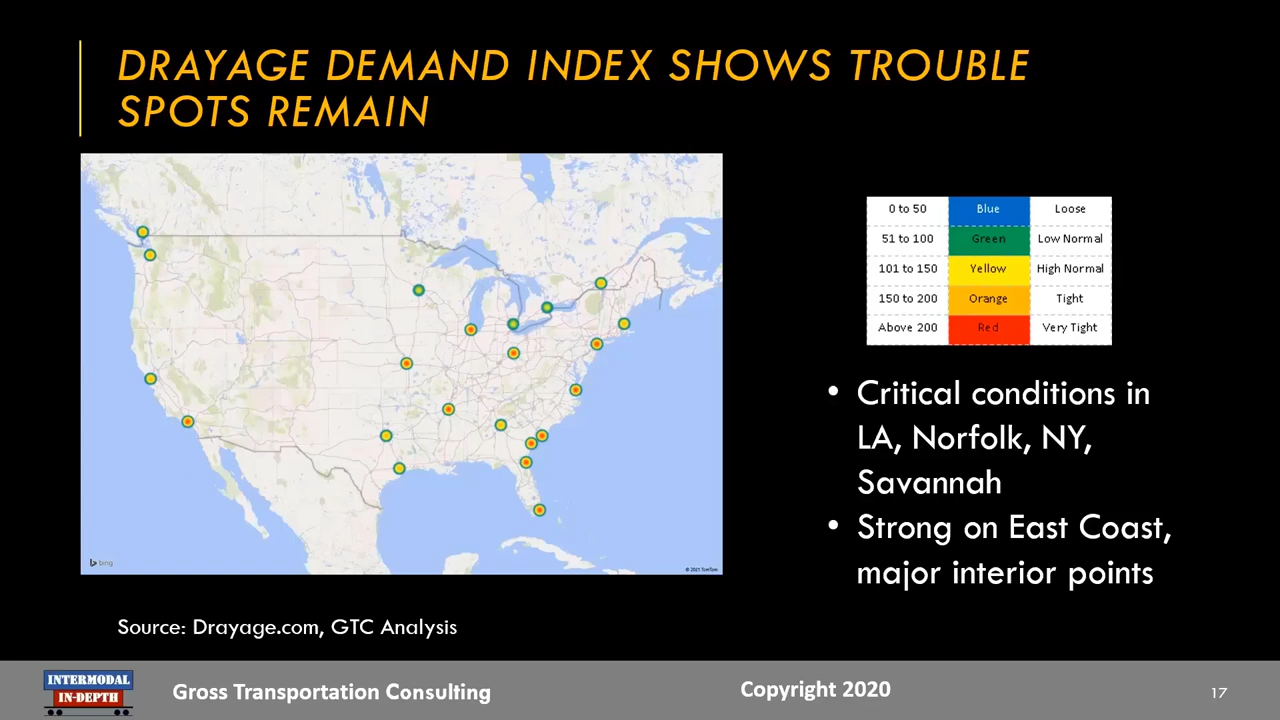 DRAYAGE DEMAND INDEX SHOWS TROUBLE
SPOTS REMAIN
0 to 50 Blue Loose
51 to 100 Green Low Normal
101 to 150 Yellow High Normal
150 to 200 Orange Tight
Above 200 Red Very Tight
• Critical conditions in
LA, Norfolk, NY,
Savannah
• Strong on East Coast,
major interior points
bing
© 2021 TomTom
Source: Drayage.com, GTC Analysis
INTERMODAL
IN-DEPTH
Gross Transportation Consulting
Copyright 2020
17